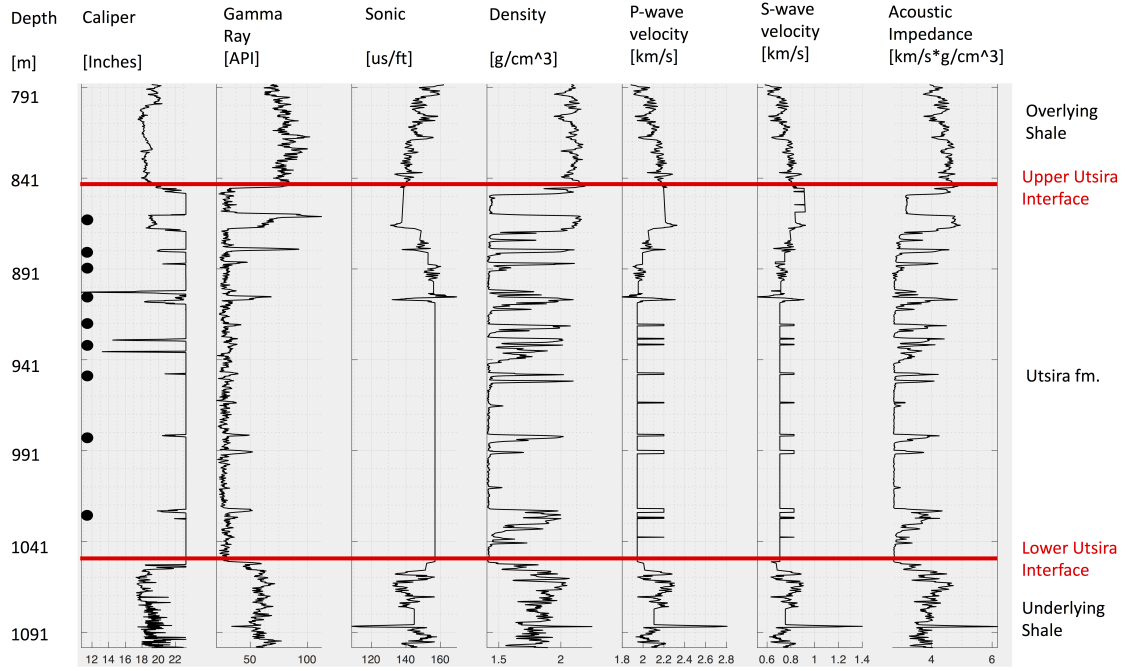 Depth
[m]
Caliper
[Inches]
Gamma
Ray
[API]
Sonic
[us/ft]
Density
[g/cm^3]
P-wave
velocity
[km/s]
S-wave
velocity
[km/s]
Acoustic
Impedance
[km/s*g/cm^3]
791
841
891
941
991
1041
1091
Overlying
Shale
Upper Utsira
Interface
Utsira fm.
Lower Utsira
Interface
Underlying
Shale
12 14 16 18 20 22
50 100
120 140 160
1.5 2
1.8 2 2.2 2.4 2.6 2.8
0.6 0.8 1 1.2 1.4
4 6